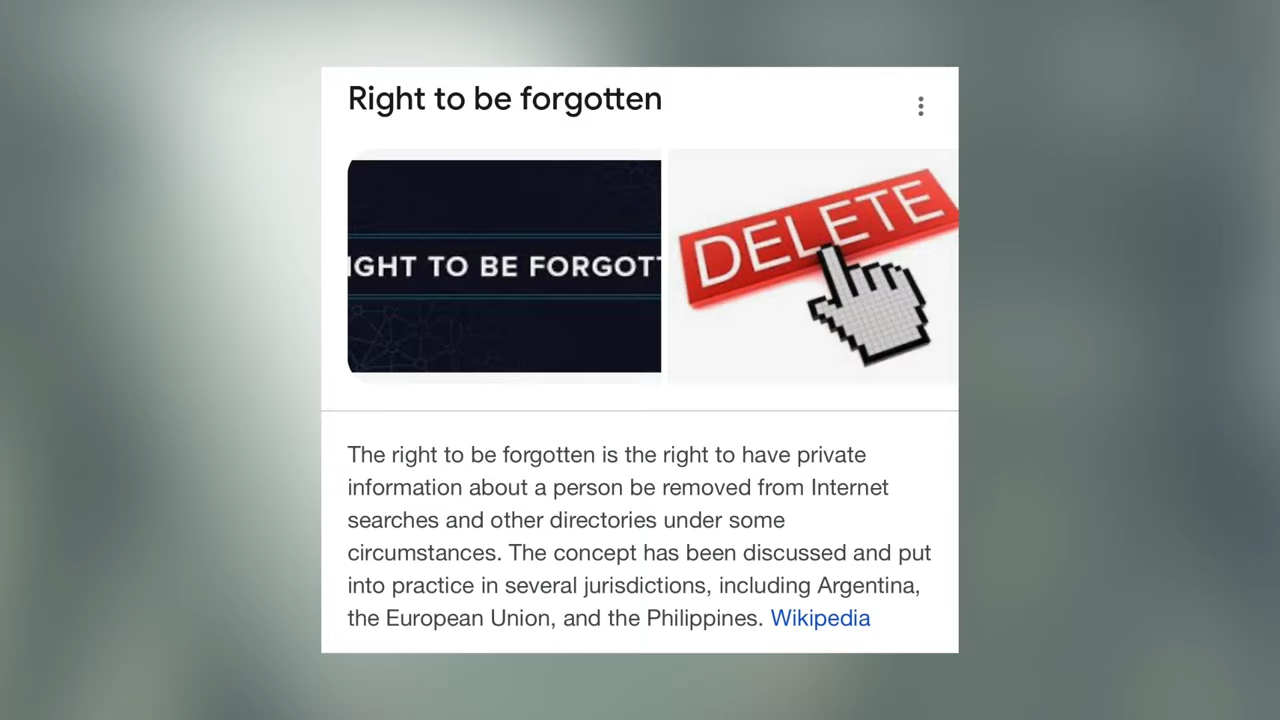 Right to be forgotten
IGHT TO BE FORGOT
DELETE
The right to be forgotten is the right to have private
information about a person be removed from Internet
searches and other directories under some
circumstances. The concept has been discussed and put
into practice in several jurisdictions, including Argentina,
the European Union, and the Philippines. Wikipedia